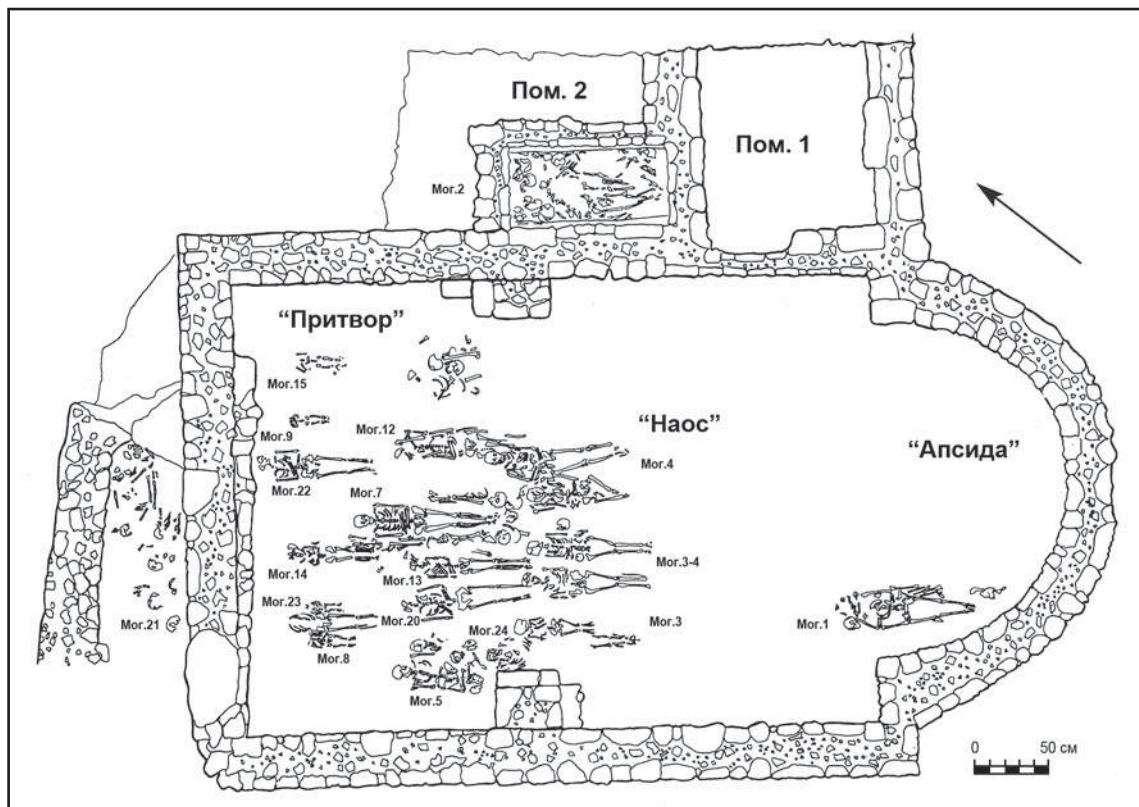 Пом. 2
Пом. 1
Мог.2
“Притвор”
Мог.15
Мог.9
Мог.12
“Наос”
“Апсида”
Мог.4
Мог.22
Мог.7
Мог.14
Мог.13
Мог.3-4
Мог.23
Мог.21
Мог.20
Мог.24
Мог.3
Мог.1
Мог.8
Мог.5
0 50 см